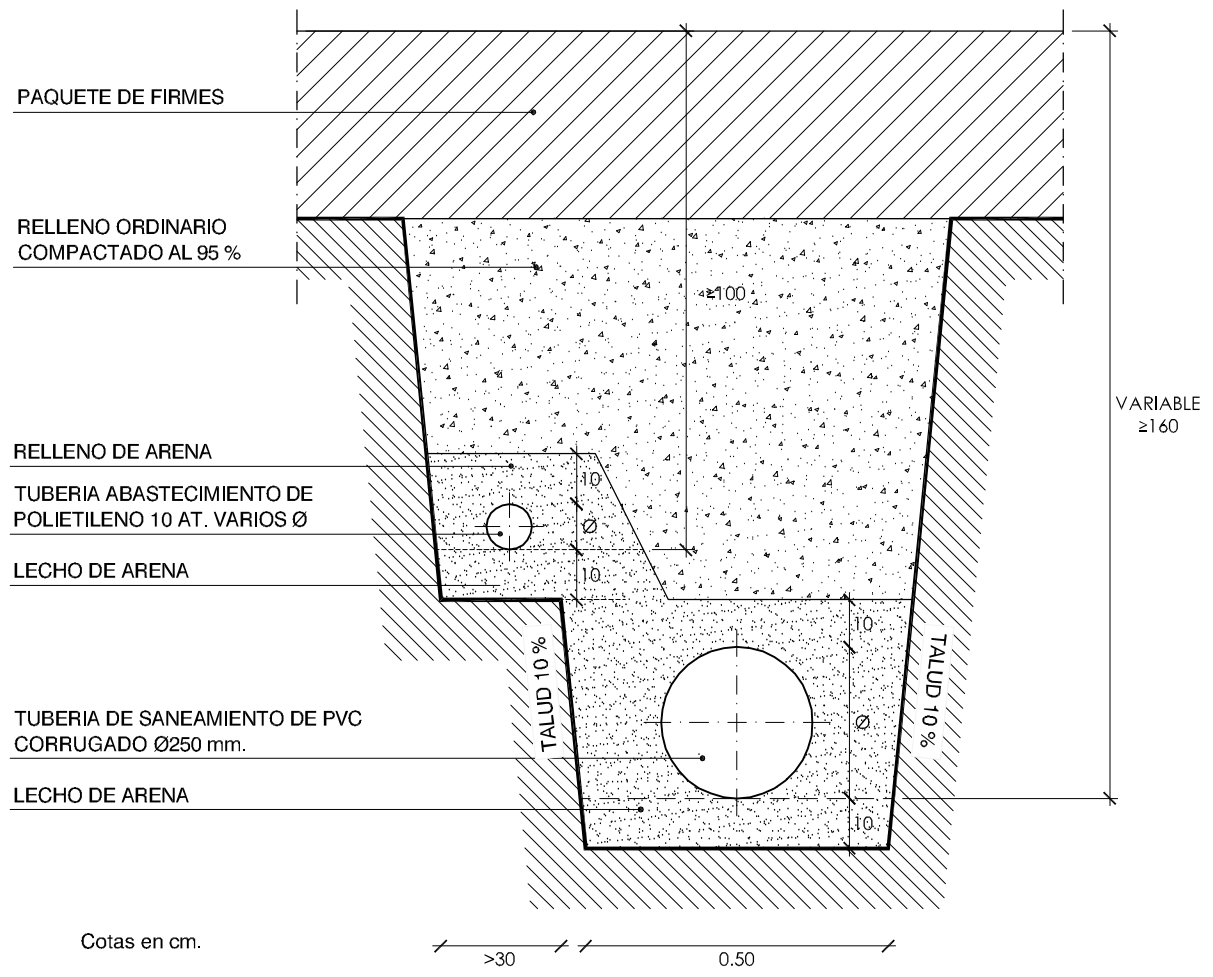 PAQUETE DE FIRMES
RELLENO ORDINARIO
COMPACTADO AL 95 %
≥100
VARIABLE
≥160
RELLENO DE ARENA
10
TUBERIA ABASTECIMIENTO DE
POLIETILENO 10 AT. VARIOS Ø
Ø
LECHO DE ARENA
10
10
TALUD 10 %
TALUD 10 %
TUBERIA DE SANEAMIENTO DE PVC
CORRUGADO Ø250 mm.
Ø
LECHO DE ARENA
10
Cotas en cm.
>30
0.50